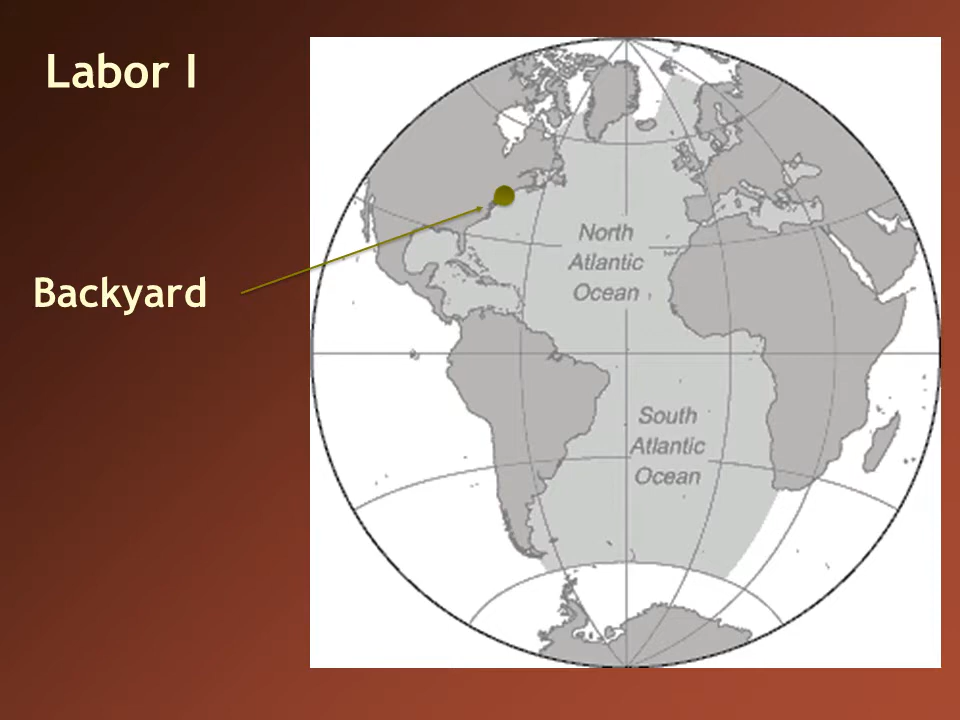 Labor I
Backyard
North
Atlantic
Ocean
South
Atlantic
Ocean